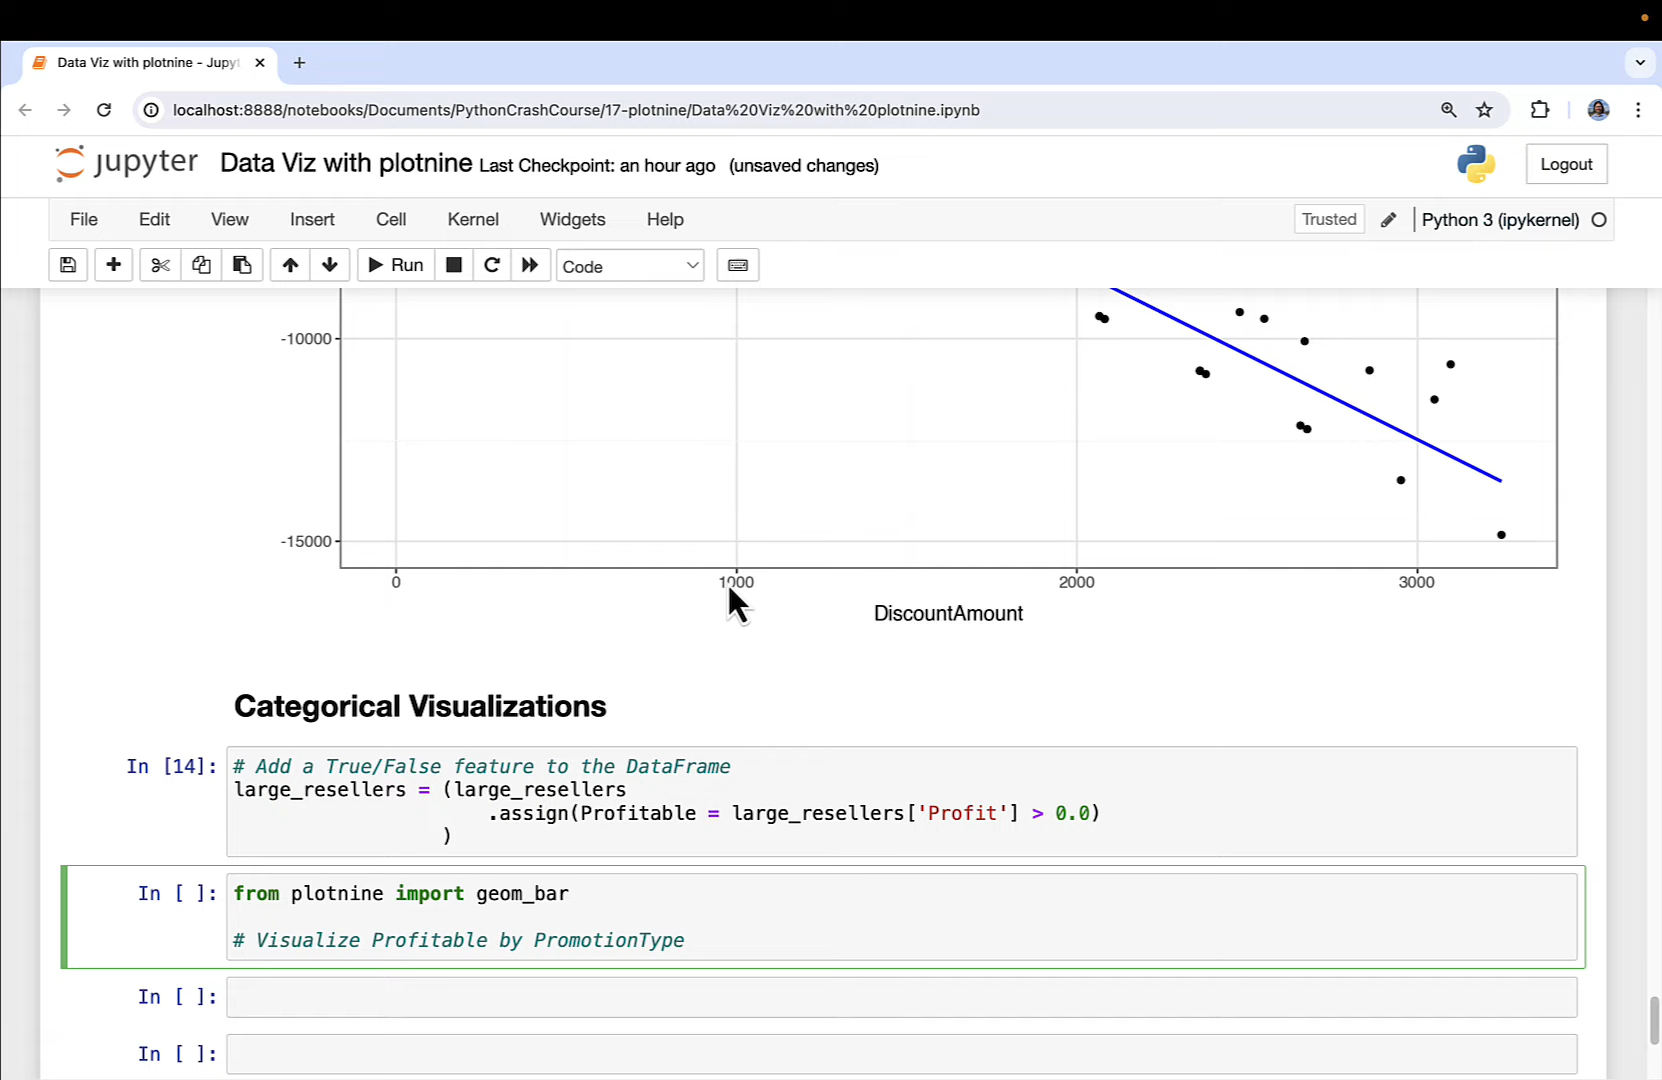 Data Viz with plotnine - Jupyt
localhost:8888/notebooks/Documents/PythonCrashCourse/17-plotnine/Data%20Viz%20with%20plotnine.ipynb
jupyter Data Viz with plotnine Last Checkpoint: an hour ago (unsaved changes)
Logout
File Edit View Insert Cell Kernel Widgets Help
Trusted Python 3 (ipykernel)
Run Code
-10000
-15000
0 1000 2000 3000
DiscountAmount
Categorical Visualizations
In [14]: # Add a True/False feature to the DataFrame
large_resellers = (large_resellers
.assign(Profitable = large_resellers['Profit'] > 0.0)
)
In [ ]: from plotnine import geom_bar
# Visualize Profitable by PromotionType
In [ ]:
In [ ]: